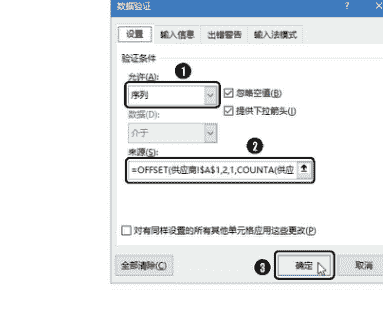 数据验证 ? ×
设置 输入信息 出错警告 输入法模式
验证条件
允许(A): 1
序列 忽略空值(B)
数据(D): 提供下拉箭头(I)
介于
来源(S): 2
=OFFSET(供应商!$A$1,2,1,COUNTA(供应
对有同样设置的所有其他单元格应用这些更改(P)
全部清除(C) 3 确定 取消